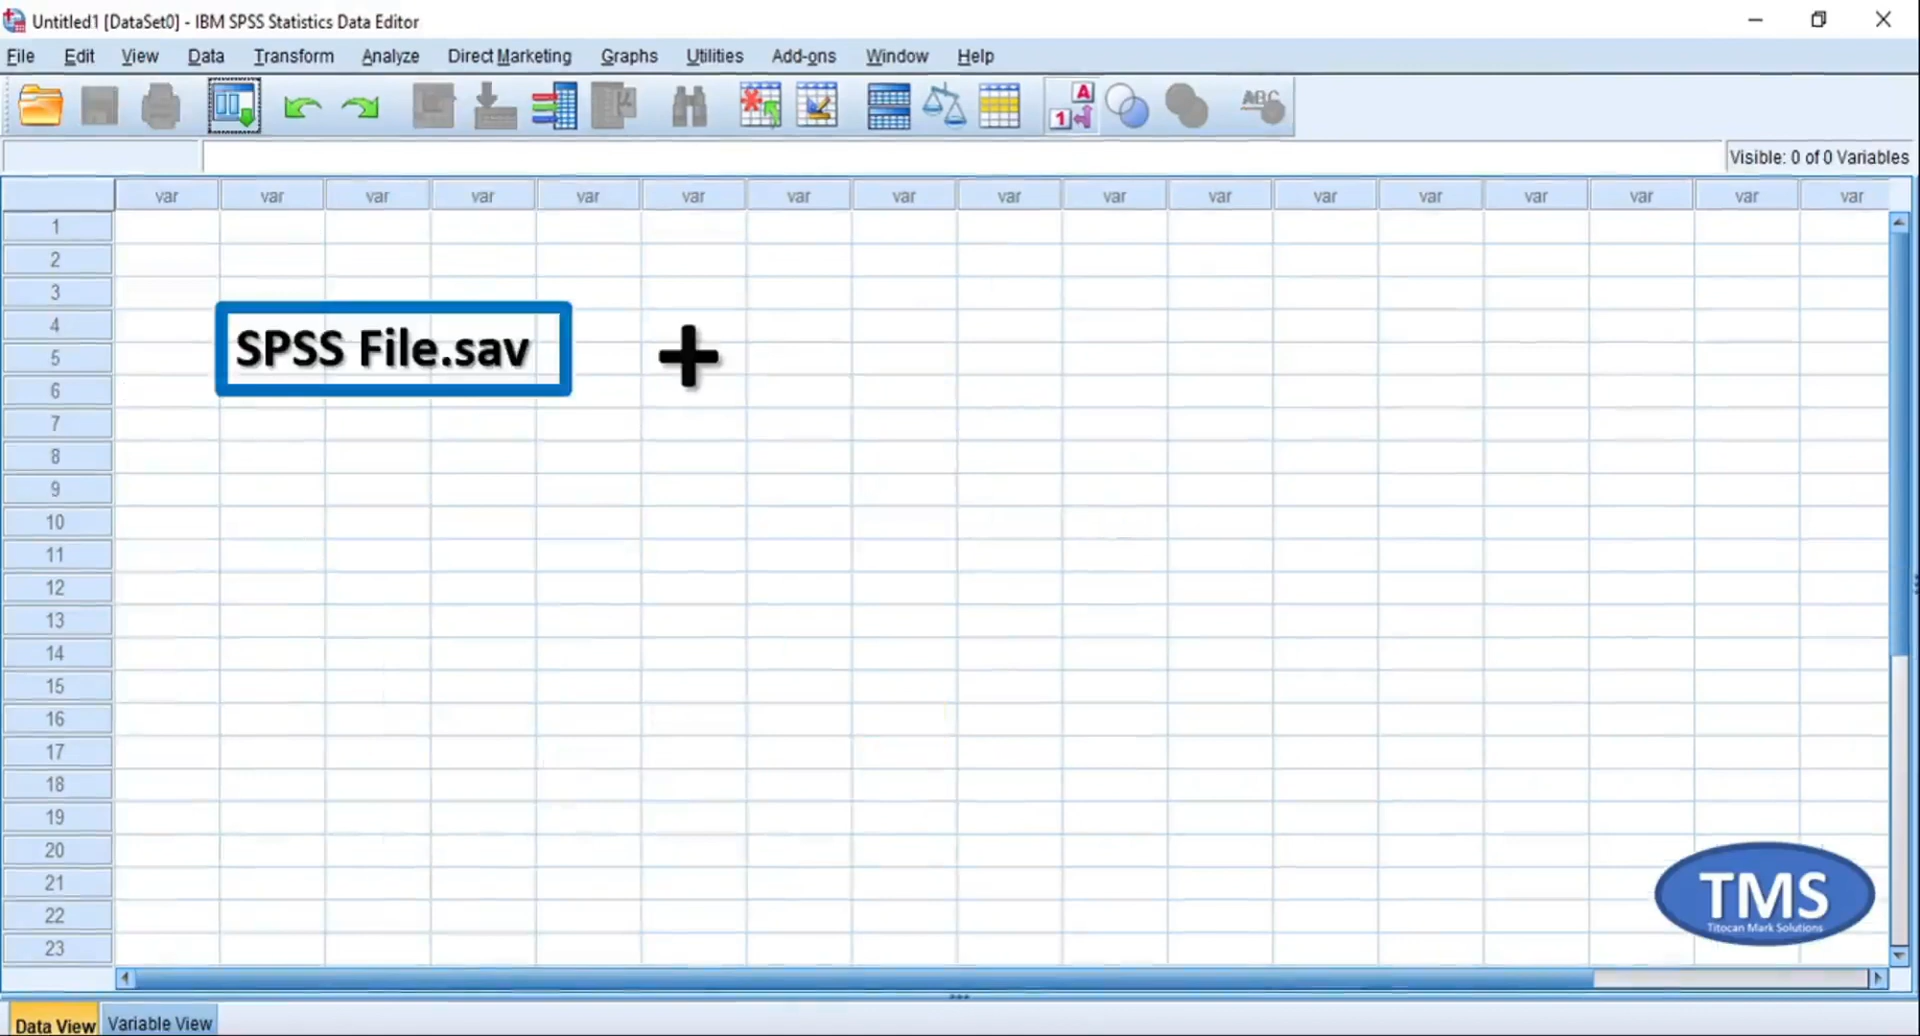 Untitled1 [DataSet0] - IBM SPSS Statistics Data Editor
File Edit View Data Transform Analyze Direct Marketing Graphs Utilities Add-ons Window Help
A
1
ABC
Visible: 0 of 0 Variables
var var var var var var var var var var var var var var var var var
1
2
3
4
5
6
7
8
9
10
11
12
13
14
15
16
17
18
19
20
21
22
23
SPSS File.sav +
TMS
Titocan Mark Solutions
Data View Variable View